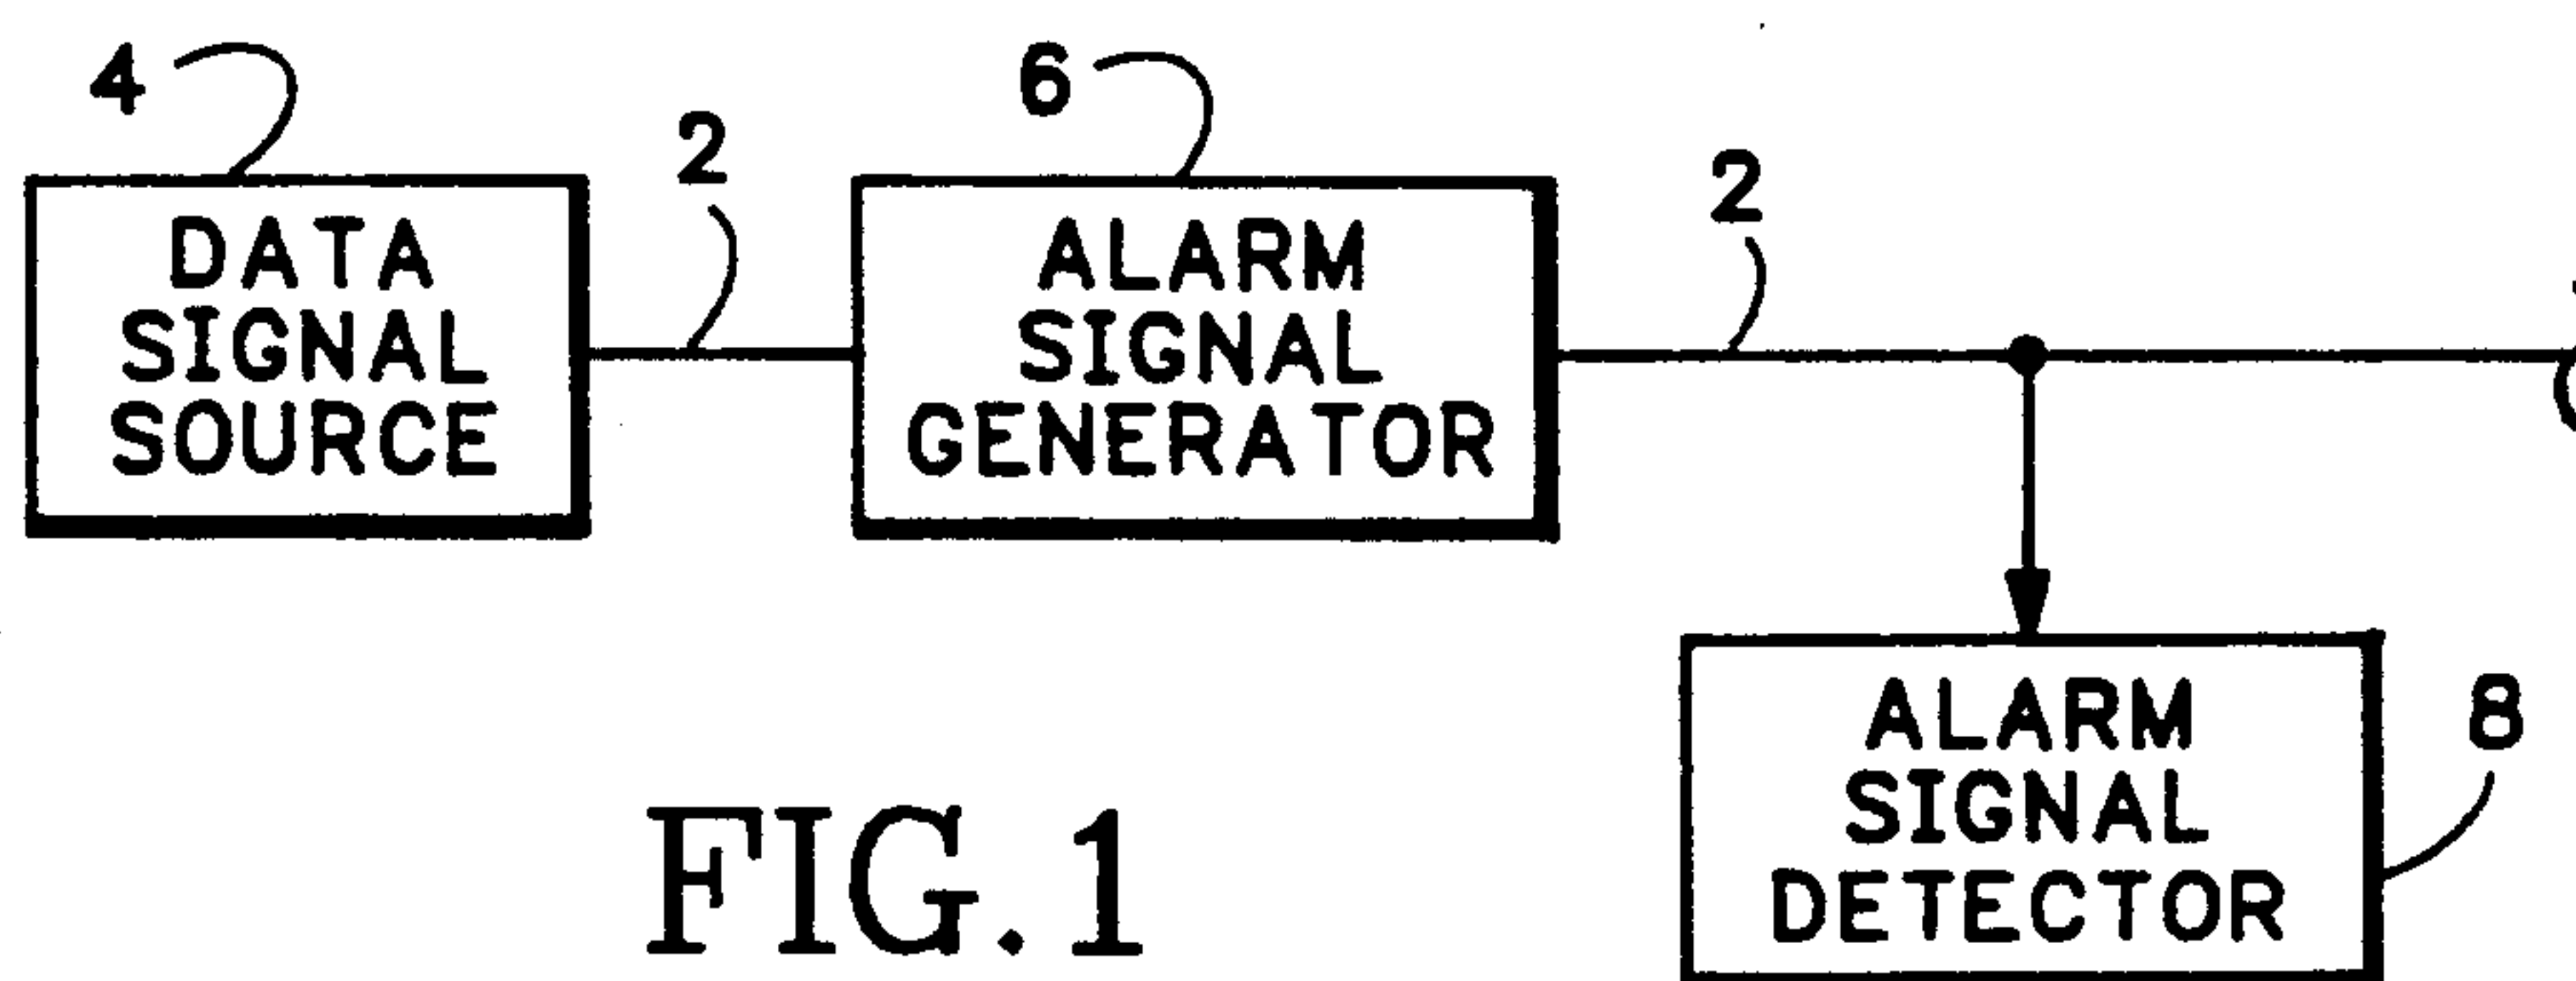 4
2
6
2
DATA
SIGNAL
SOURCE
ALARM
SIGNAL
GENERATOR
ALARM
SIGNAL
DETECTOR
8
FIG.1